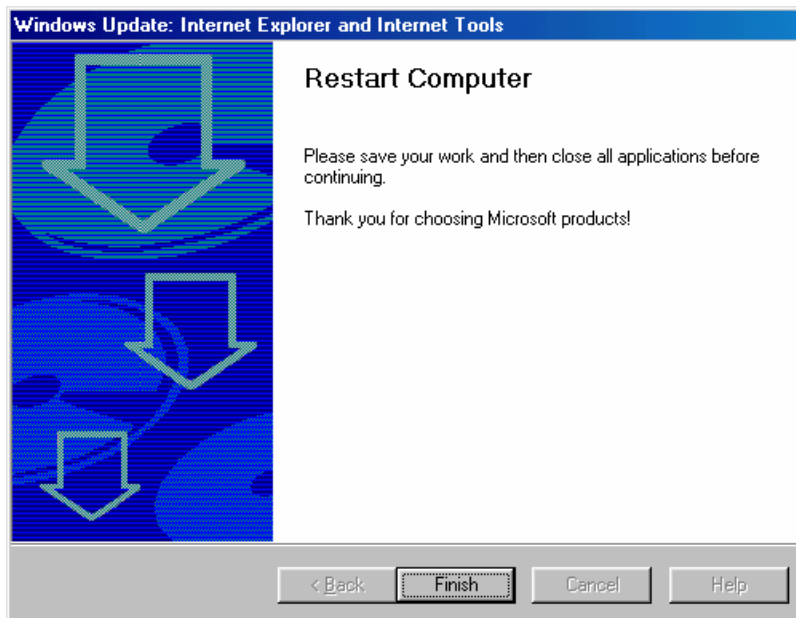 Windows Update: Internet Explorer and Internet Tools
Restart Computer
Please save your work and then close all applications before
continuing.
Thank you for choosing Microsoft products!
< Back Finish Cancel Help